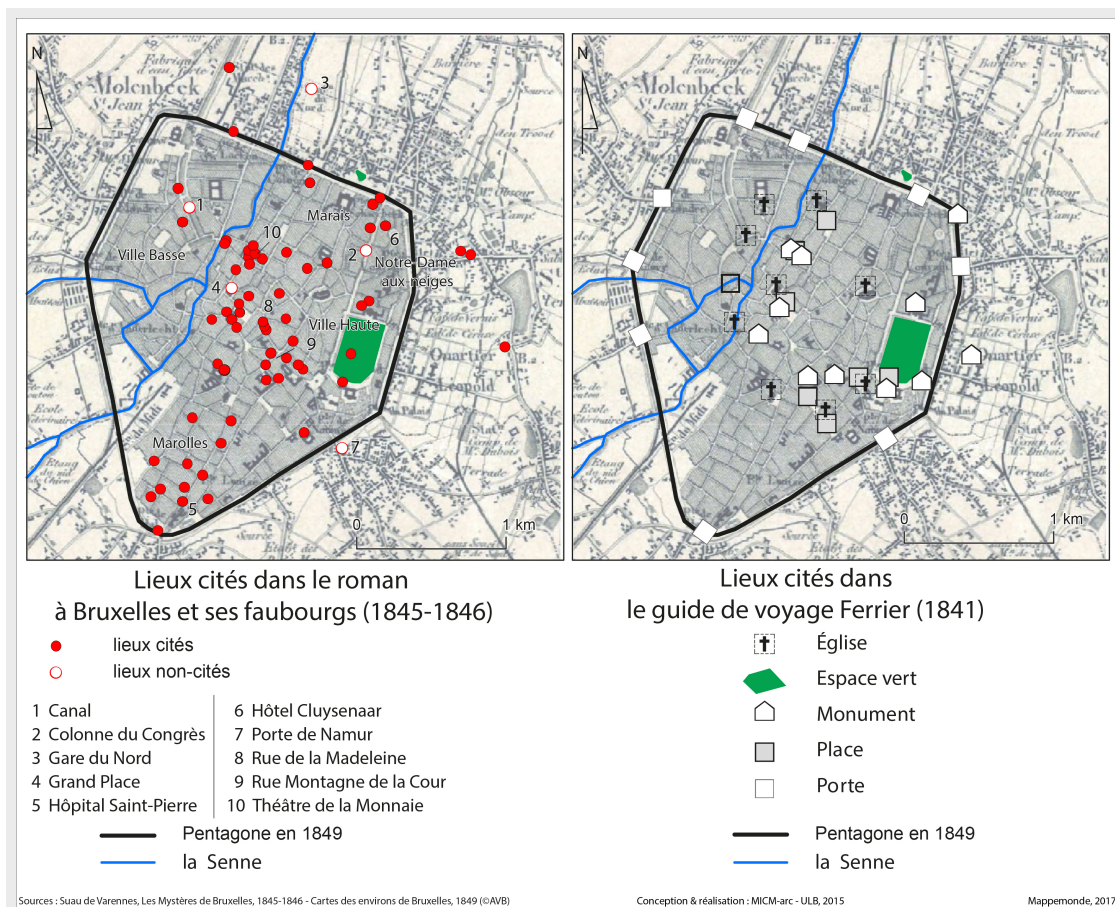 N
Molenbeck
St Jean
Marais
Ville Basse
Notre-Dame
aux neiges
Ville Haute
Marolles
1
2
3
4
5
6
7
8
9
10
0
1 km
N
Molenbeck
St Jean
0
1 km
Lieux cités dans le roman
à Bruxelles et ses faubourgs (1845-1846)
lieux cités
lieux non-cités
1 Canal
2 Colonne du Congrès
3 Gare du Nord
4 Grand Place
5 Hôpital Saint-Pierre
6 Hôtel Cluysenaar
7 Porte de Namur
8 Rue de la Madeleine
9 Rue Montagne de la Cour
10 Théâtre de la Monnaie
Pentagone en 1849
la Senne
Lieux cités dans
le guide de voyage Ferrier (1841)
Église
Espace vert
Monument
Place
Porte
Pentagone en 1849
la Senne
Sources : Suau de Varennes, Les Mystères de Bruxelles, 1845-1846 - Cartes des environs de Bruxelles, 1849 (©AVB)
Conception & réalisation : MICM-arc - ULB, 2015
Mappemonde, 2017